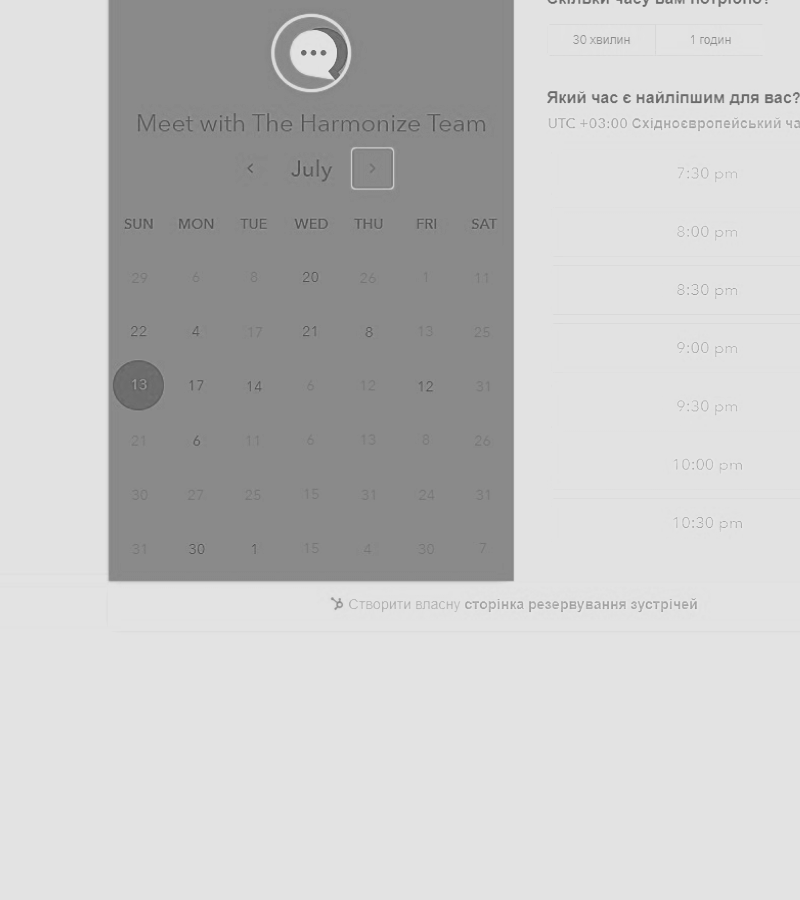 Скільки часу вам потрібно?
30 хвилин 1 годин
Який час є найліпшим для вас?
UTC +03:00 Східноєвропейський ча
7:30 pm
8:00 pm
8:30 pm
9:00 pm
9:30 pm
10:00 pm
10:30 pm
Meet with The Harmonize Team
July
SUN MON TUE WED THU FRI SAT
29 6 8 20 26 1 11
22 4 17 21 8 13 25
13 17 14 6 12 12 31
21 6 11 6 13 8 26
30 27 25 15 31 24 31
31 30 1 15 4 30 7
Створити власну сторінка резервування зустрічей